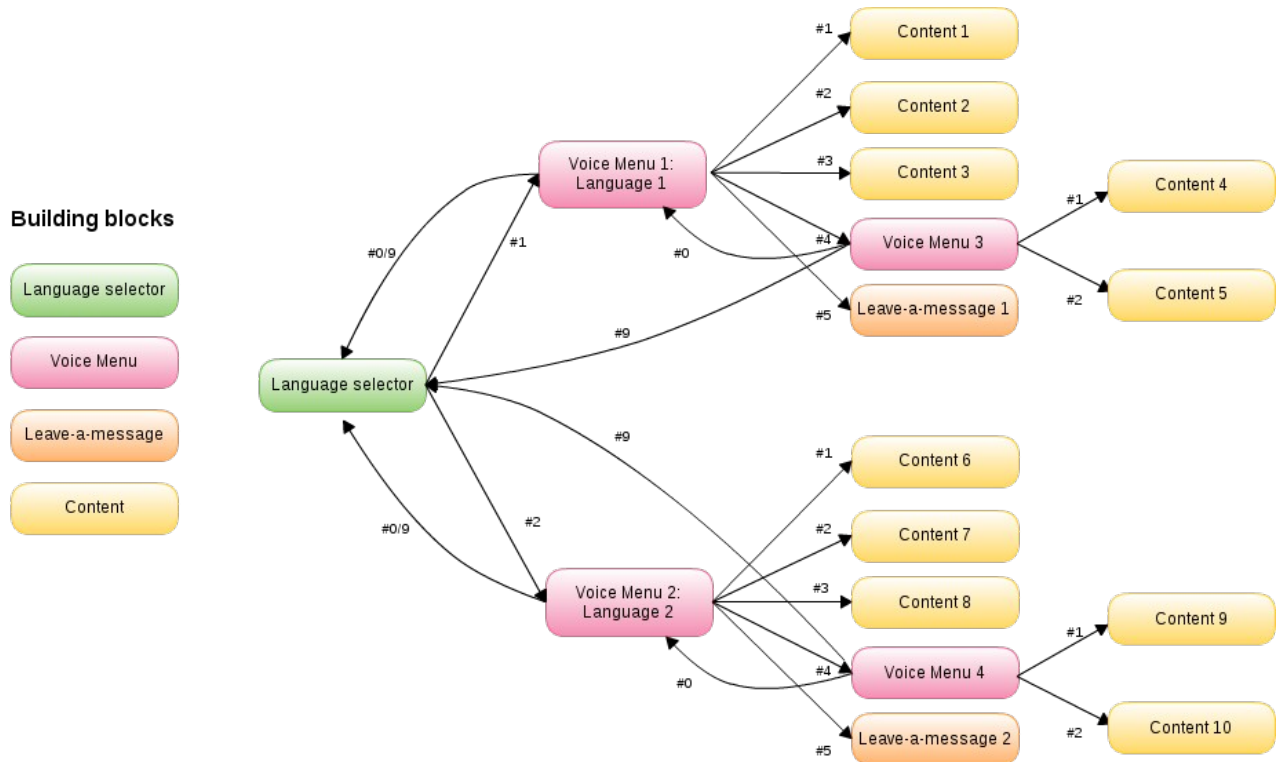 Building blocks
Language selector
Voice Menu
Leave-a-message
Content
Language selector
#0/9
#1
#9
#9
#2
#0/9
Voice Menu 1:
Language 1
#1
Content 1
#2
Content 2
#3
Content 3
#4
Voice Menu 3
#0
#5
Leave-a-message 1
#1
Content 4
#2
Content 5
Voice Menu 2:
Language 2
#1
Content 6
#2
Content 7
#3
Content 8
#4
Voice Menu 4
#0
#5
Leave-a-message 2
#1
Content 9
#2
Content 10